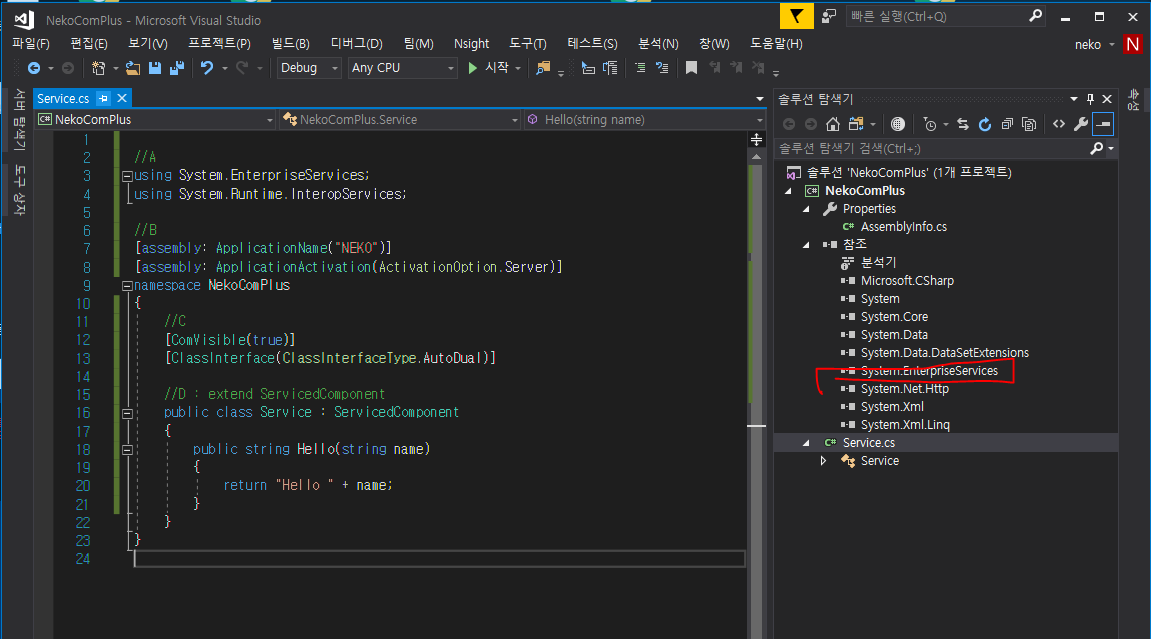 NekoComPlus - Microsoft Visual Studio
빠른 실행(Ctrl+Q)
파일(F) 편집(E) 보기(V) 프로젝트(P) 빌드(B) 디버그(D) 팀(M) Nsight 도구(T) 테스트(S) 분석(N) 창(W) 도움말(H)
neko N
Debug Any CPU 시작
서버 탐색기
도구 상자
Service.cs
NekoComPlus NekoComPlus.Service Hello(string name)
1
2 //A
3 using System.EnterpriseServices;
4 using System.Runtime.InteropServices;
5
6 //B
7 [assembly: ApplicationName("NEKO")]
8 [assembly: ApplicationActivation(ActivationOption.Server)]
9 namespace NekoComPlus
10 {
11 //C
12 [ComVisible(true)]
13 [ClassInterface(ClassInterfaceType.AutoDual)]
14
15 //D : extend ServicedComponent
16 public class Service : ServicedComponent
17 {
18 public string Hello(string name)
19 {
20 return "Hello " + name;
21 }
22 }
23 }
24
솔루션 탐색기
솔루션 탐색기 검색(Ctrl+;)
솔루션 'NekoComPlus' (1개 프로젝트)
C# NekoComPlus
Properties
C# AssemblyInfo.cs
참조
분석기
Microsoft.CSharp
System
System.Core
System.Data
System.Data.DataSetExtensions
System.EnterpriseServices
System.Net.Http
System.Xml
System.Xml.Linq
C# Service.cs
Service
속성